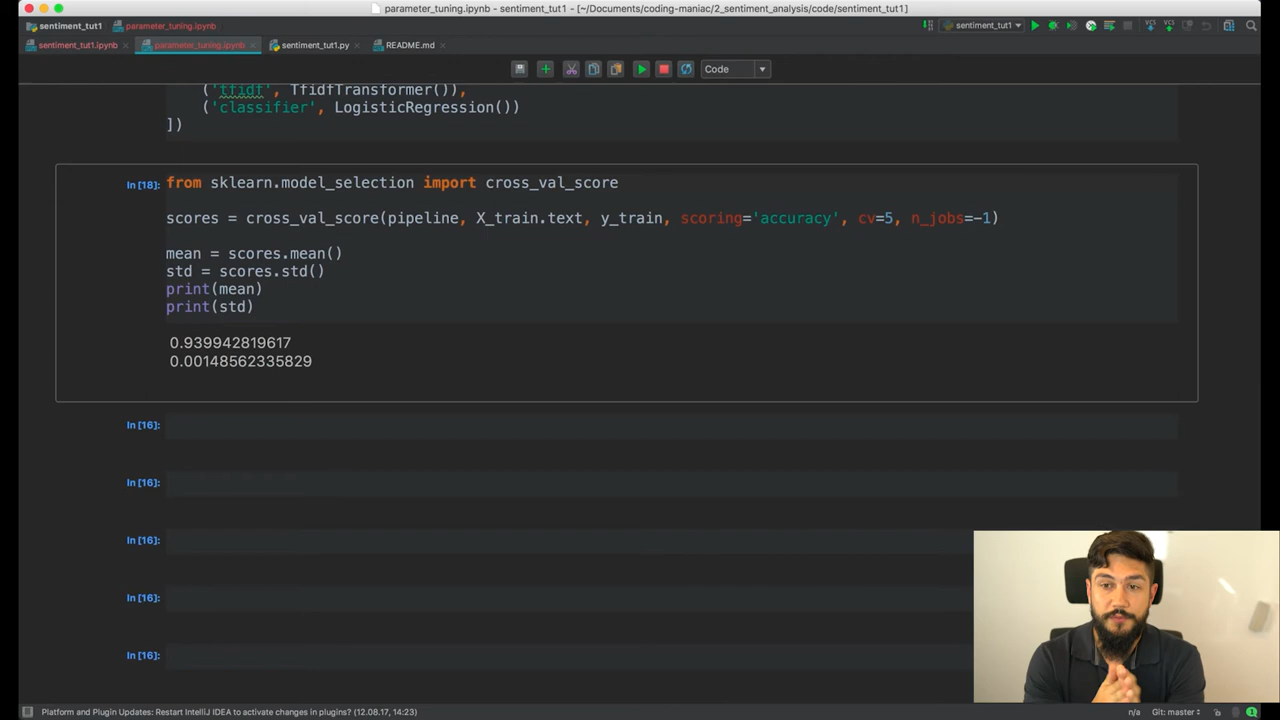 parameter_tuning.ipynb - sentiment_tut1 - [~/Documents/coding-maniac/2_sentiment_analysis/code/sentiment_tut1]
sentiment_tut1 parameter_tuning.ipynb sentiment_tut1
sentiment_tut1.ipynb parameter_tuning.ipynb sentiment_tut1.py README.md
Code
('tfidf', TfidfTransformer()),
('classifier', LogisticRegression())
])
In [18]: from sklearn.model_selection import cross_val_score
scores = cross_val_score(pipeline, X_train.text, y_train, scoring='accuracy', cv=5, n_jobs=-1)
mean = scores.mean()
std = scores.std()
print(mean)
print(std)
0.939942819617
0.00148562335829
In [16]:
In [16]:
In [16]:
In [16]:
In [16]:
Platform and Plugin Updates: Restart IntelliJ IDEA to activate changes in plugins? (12.08.17, 14:23) n/a Git: master 1